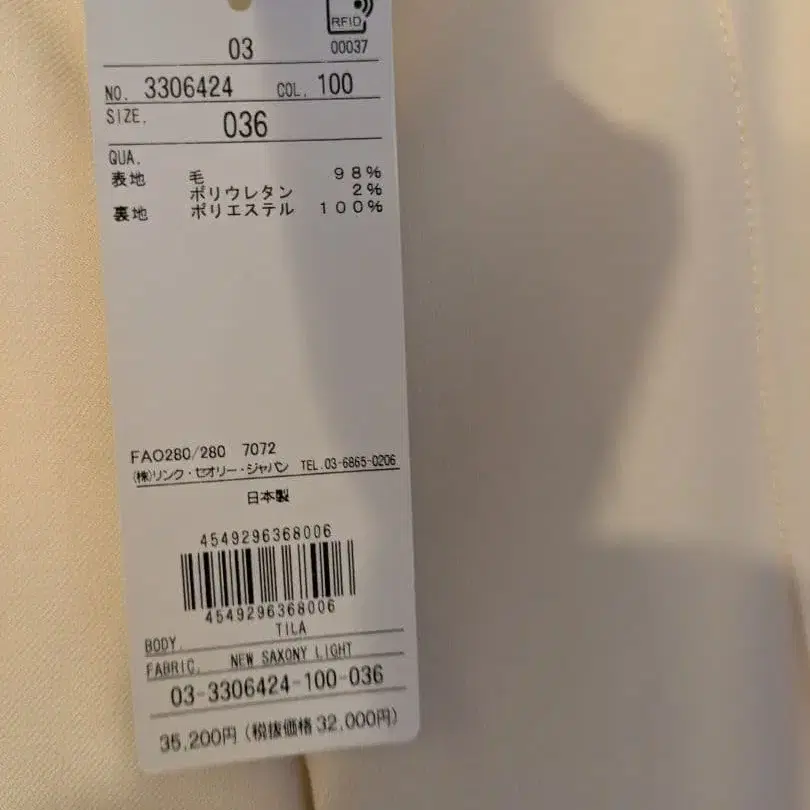 RFID
03 00037
NO. 3306424 COL. 100
SIZE. 036
QUA.
表地 毛 98%
ポリウレタン 2%
裏地 ポリエステル 100%
FAO280/280 7072
(株)リンク・セオリー・ジャパン TEL.03-6865-0206
日本製
4549296368006
4549296368006
BODY. TILA
FABRIC. NEW SAXONY LIGHT
03-3306424-100-036
35,200円 (税抜価格 32,000円)